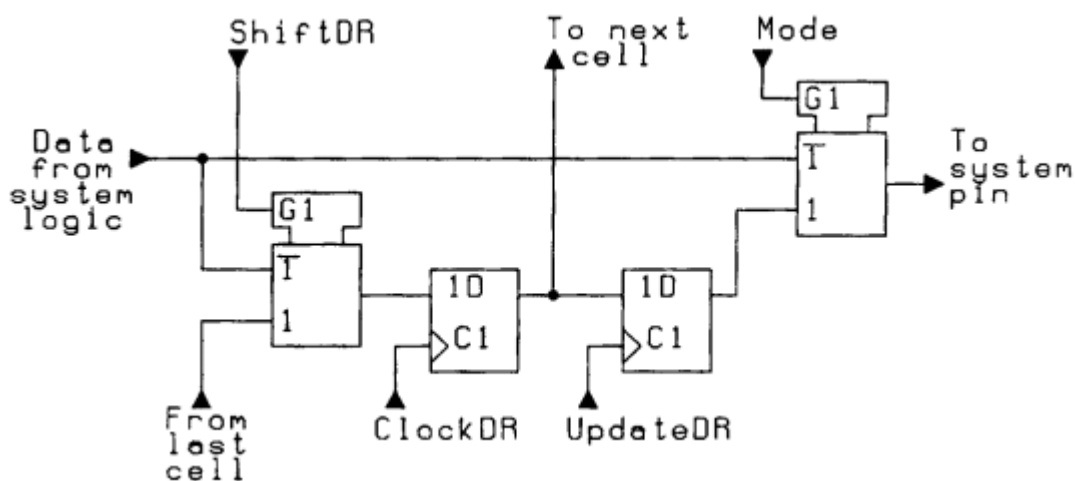 ShiftDR
To next
cell
Mode
G1
Data
from
system
logic
1
1
To
system
pin
G1
1
1
1D
C1
1D
C1
From
last
cell
ClockDR
UpdateDR